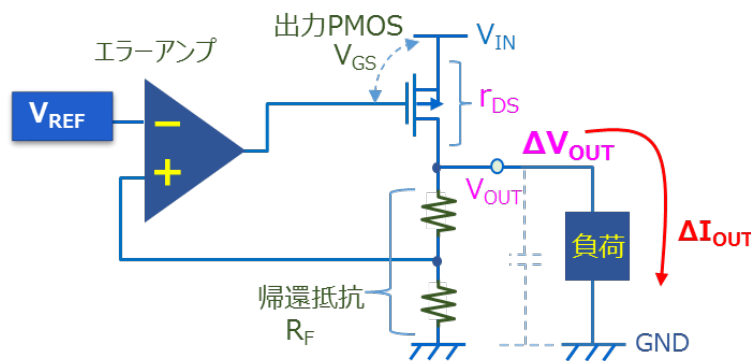 出力PMOS
V_GS
V_IN
エラーアンプ
V_REF
−
+
r_DS
ΔV_OUT
V_OUT
ΔI_OUT
負荷
帰還抵抗
R_F
GND